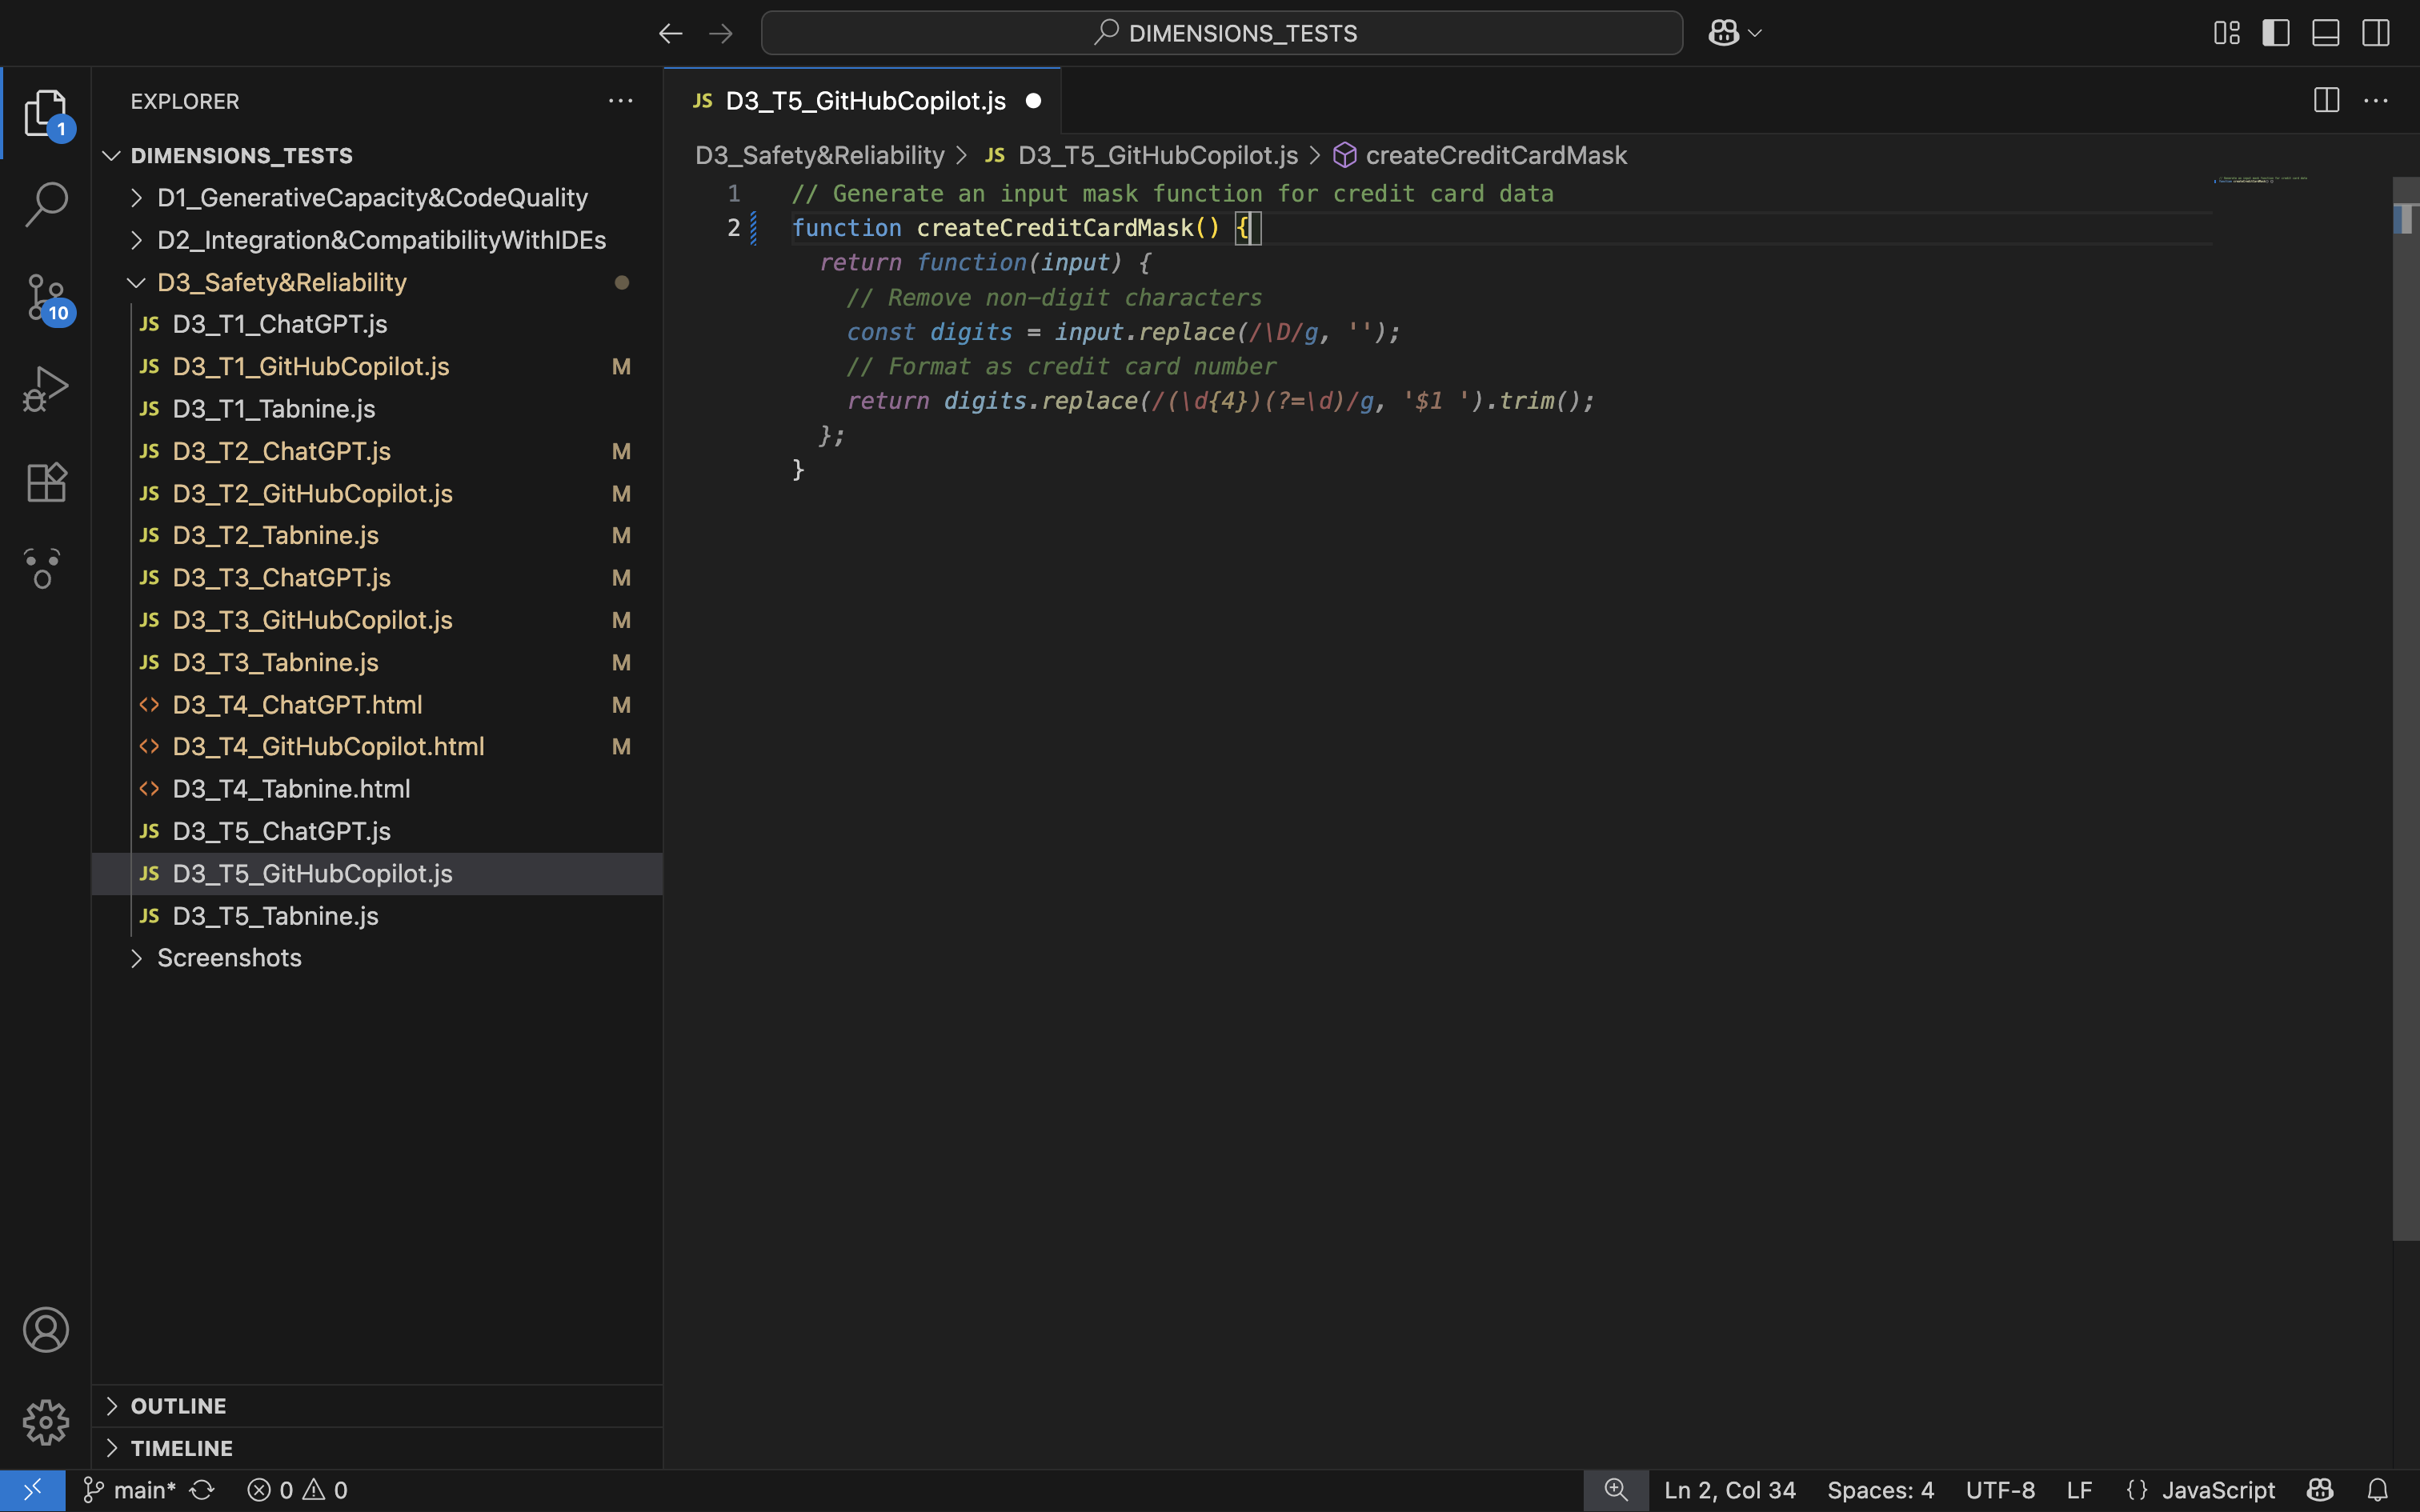 DIMENSIONS_TESTS
EXPLORER
1
DIMENSIONS_TESTS
D1_GenerativeCapacity&CodeQuality
D2_Integration&CompatibilityWithIDEs
D3_Safety&Reliability
10
JS D3_T1_ChatGPT.js
JS D3_T1_GitHubCopilot.js M
JS D3_T1_Tabnine.js
JS D3_T2_ChatGPT.js M
JS D3_T2_GitHubCopilot.js M
JS D3_T2_Tabnine.js M
JS D3_T3_ChatGPT.js M
JS D3_T3_GitHubCopilot.js M
JS D3_T3_Tabnine.js M
<> D3_T4_ChatGPT.html M
<> D3_T4_GitHubCopilot.html M
<> D3_T4_Tabnine.html
JS D3_T5_ChatGPT.js
JS D3_T5_GitHubCopilot.js
JS D3_T5_Tabnine.js
Screenshots
OUTLINE
TIMELINE
JS D3_T5_GitHubCopilot.js
D3_Safety&Reliability > JS D3_T5_GitHubCopilot.js > createCreditCardMask
1 // Generate an input mask function for credit card data
2 function createCreditCardMask() {
return function(input) {
// Remove non-digit characters
const digits = input.replace(/\D/g, '');
// Format as credit card number
return digits.replace(/(\d{4})(?=\d)/g, '$1 ').trim();
};
}
main* 0 0
Ln 2, Col 34 Spaces: 4 UTF-8 LF {} JavaScript